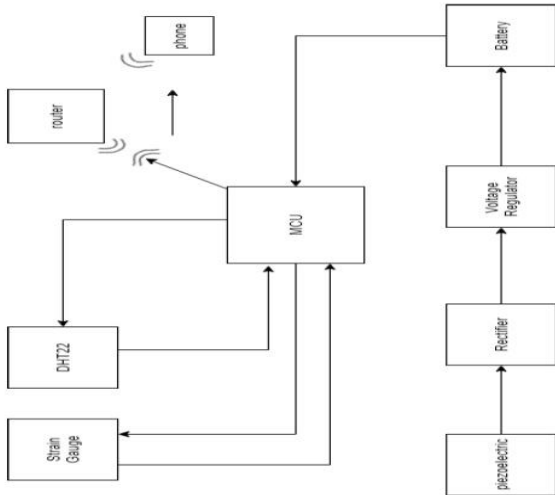 phone
router
Battery
MCU
Voltage
Regulator
DHT22
Rectifier
Strain
Gauge
piezoelectric